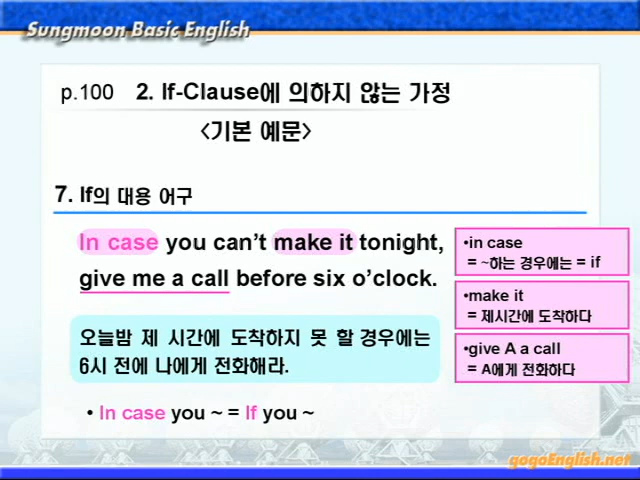 Sungmoon Basic English
p.100 2. If-Clause에 의하지 않는 가정
<기본 예문>
7. If의 대용 어구
In case you can't make it tonight,
give me a call before six o'clock.
•in case
= ~하는 경우에는 = if
•make it
= 제시간에 도착하다
•give A a call
= A에게 전화하다
오늘밤 제 시간에 도착하지 못 할 경우에는
6시 전에 나에게 전화해라.
• In case you ~ = If you ~
gogoEnglish.net